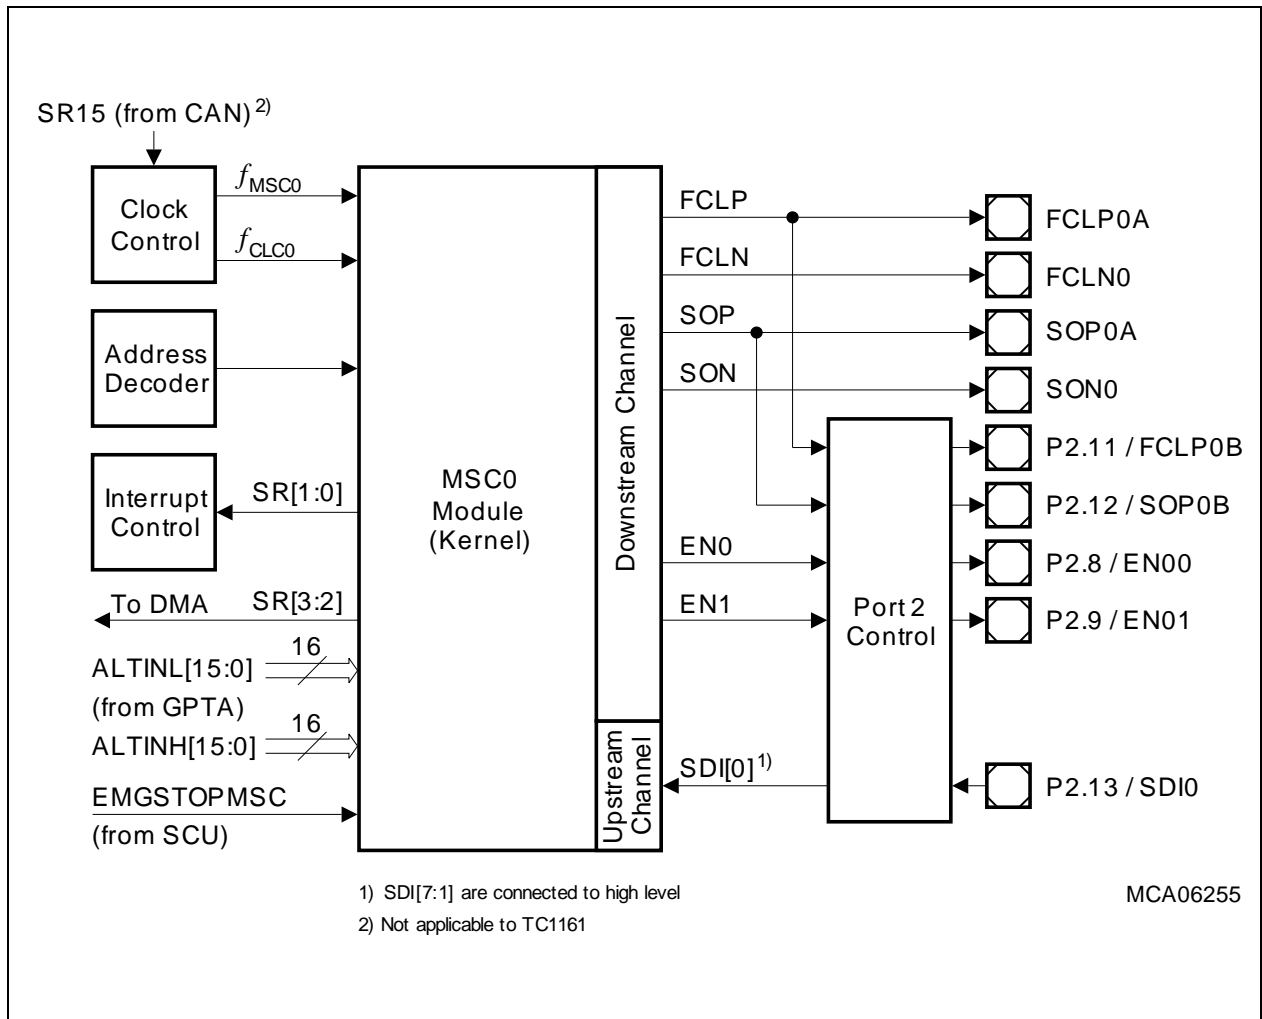 SR15 (from CAN) 2)
Clock
Control
fMSC0
fCLC0
Address
Decoder
Interrupt
Control
SR[1:0]
To DMA
SR[3:2]
ALTINL[15:0]
16
(from GPTA)
ALTINH[15:0]
16
EMGSTOPMSC
(from SCU)
MSC0
Module
(Kernel)
Downstream Channel
Upstream
Channel
FCLP
FCLN
SOP
SON
EN0
EN1
SDI[0] 1)
Port 2
Control
FCLP0A
FCLN0
SOP0A
SON0
P2.11 / FCLP0B
P2.12 / SOP0B
P2.8 / EN00
P2.9 / EN01
P2.13 / SDI0
1) SDI[7:1] are connected to high level
2) Not applicable to TC1161
MCA06255